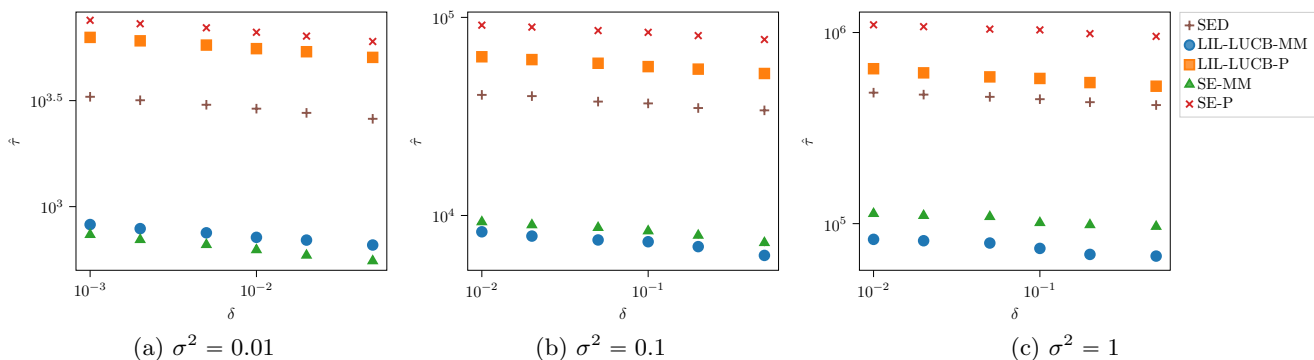 10^3.5
10^3
τ̂
10^−3
10^−2
δ
(a) σ² = 0.01
10^5
10^4
τ̂
10^−2
10^−1
δ
(b) σ² = 0.1
10^6
10^5
τ̂
10^−2
10^−1
δ
(c) σ² = 1
SED
LIL-LUCB-MM
LIL-LUCB-P
SE-MM
SE-P